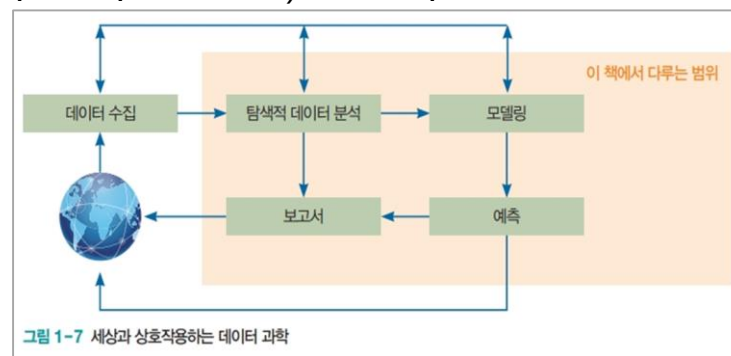 이 책에서 다루는 범위
데이터 수집
탐색적 데이터 분석
모델링
보고서
예측
그림 1-7 세상과 상호작용하는 데이터 과학